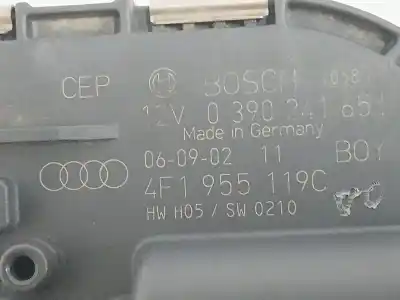 CEP BOSCH
12V 0 390 241
Made in Germany
06-09-02 11 BOY
4F1 955 119C
HW H05 / SW 0210